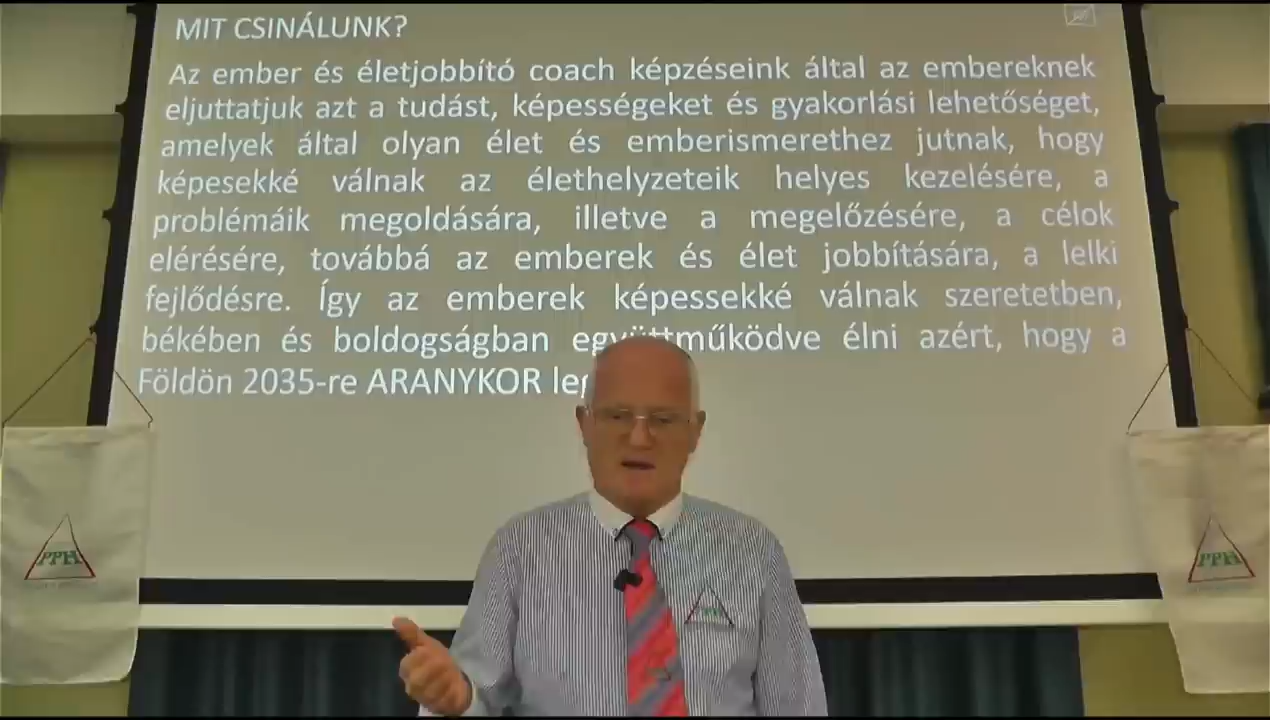 MIT CSINÁLUNK?
Az ember és életjobbító coach képzéseink által az embereknek
eljuttatjuk azt a tudást, képességeket és gyakorlási lehetőséget,
amelyek által olyan élet és emberismerethez jutnak, hogy
képesekké válnak az élethelyzeteik helyes kezelésére, a
problémáik megoldására, illetve a megelőzésére, a célok
elérésére, továbbá az emberek és élet jobbítására, a lelki
fejlődésre. Így az emberek képessekké válnak szeretetben,
békében és boldogságban együttműködve élni azért, hogy a
Földön 2035-re ARANYKOR
PPH
PPH